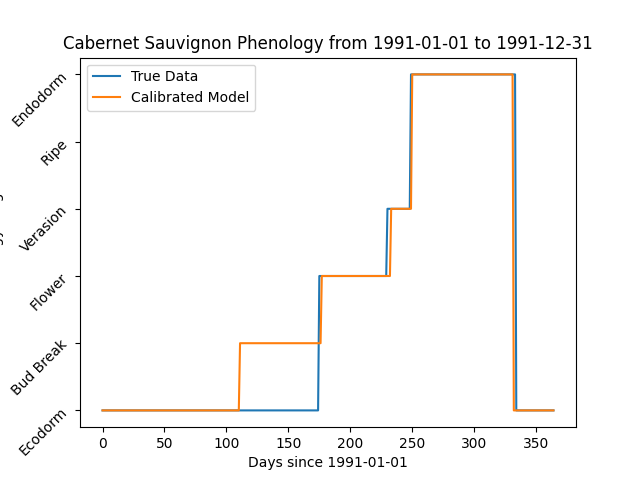 Cabernet Sauvignon Phenology from 1991-01-01 to 1991-12-31
True Data
Calibrated Model
Endodorm
Ripe
Verasion
Flower
Bud Break
Ecodorm
0 50 100 150 200 250 300 350
Days since 1991-01-01